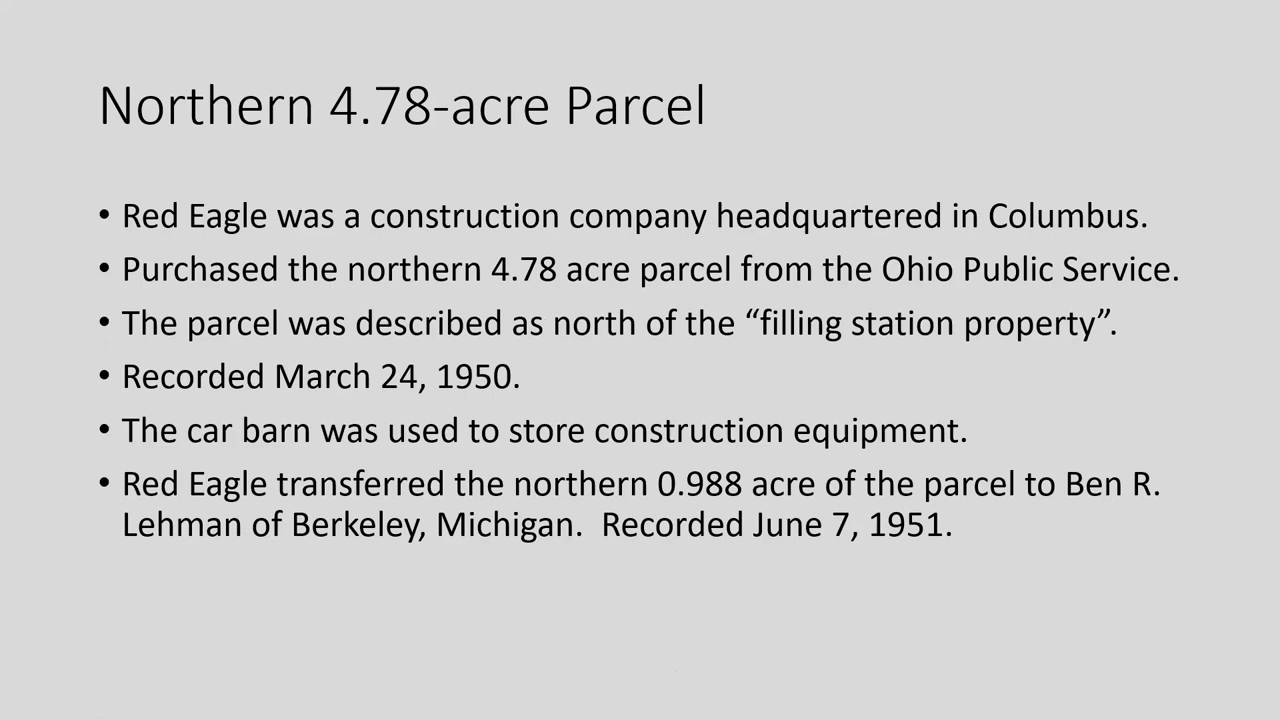 Northern 4.78-acre Parcel
• Red Eagle was a construction company headquartered in Columbus.
• Purchased the northern 4.78 acre parcel from the Ohio Public Service.
• The parcel was described as north of the “filling station property”.
• Recorded March 24, 1950.
• The car barn was used to store construction equipment.
• Red Eagle transferred the northern 0.988 acre of the parcel to Ben R.
Lehman of Berkeley, Michigan.  Recorded June 7, 1951.